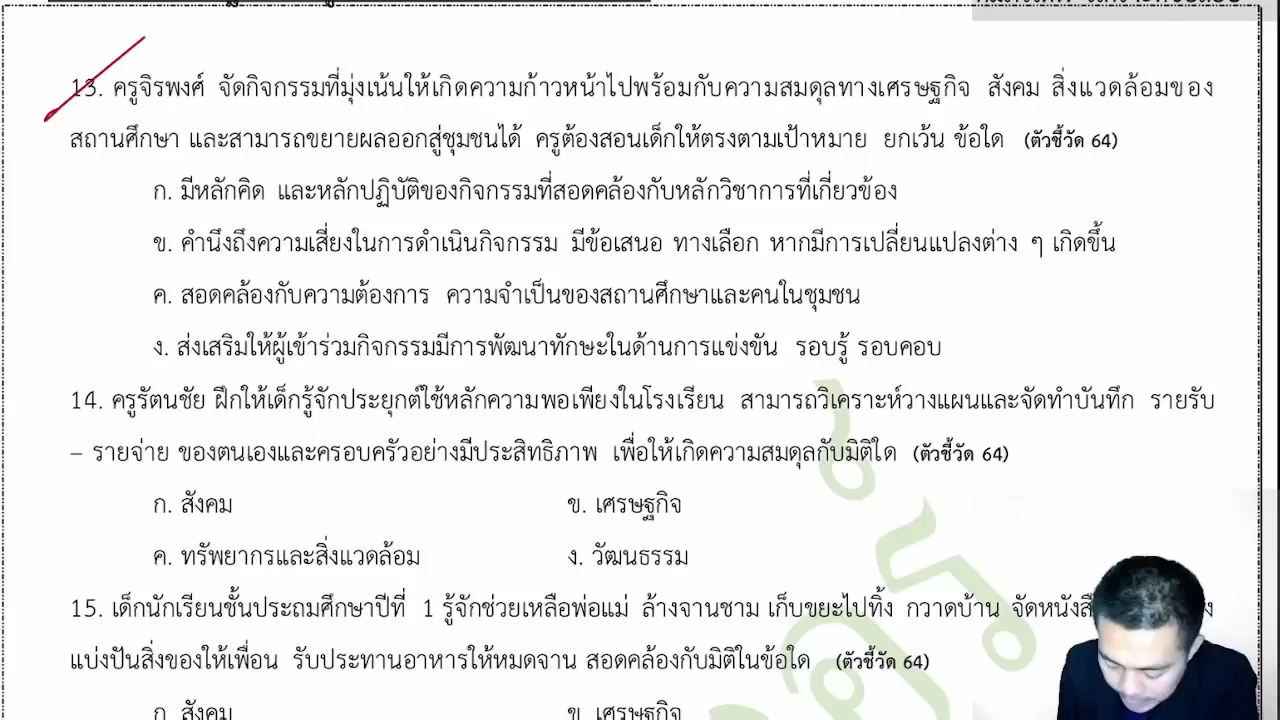 13. ครูจิรพงศ์ จัดกิจกรรมที่มุ่งเน้นให้เกิดความก้าวหน้าไปพร้อมกับความสมดุลทางเศรษฐกิจ สังคม สิ่งแวดล้อมของ
สถานศึกษา และสามารถขยายผลออกสู่ชุมชนได้ ครูต้องสอนเด็กให้ตรงตามเป้าหมาย ยกเว้น ข้อใด (ตัวชี้วัด 64)
ก. มีหลักคิด และหลักปฏิบัติของกิจกรรมที่สอดคล้องกับหลักวิชาการที่เกี่ยวข้อง
ข. คำนึงถึงความเสี่ยงในการดำเนินกิจกรรม มีข้อเสนอ ทางเลือก หากมีการเปลี่ยนแปลงต่าง ๆ เกิดขึ้น
ค. สอดคล้องกับความต้องการ ความจำเป็นของสถานศึกษาและคนในชุมชน
ง. ส่งเสริมให้ผู้เข้าร่วมกิจกรรมมีการพัฒนาทักษะในด้านการแข่งขัน รอบรู้ รอบคอบ
14. ครูรัตนชัย ฝึกให้เด็กรู้จักประยุกต์ใช้หลักความพอเพียงในโรงเรียน สามารถวิเคราะห์วางแผนและจัดทำบันทึก รายรับ
– รายจ่าย ของตนเองและครอบครัวอย่างมีประสิทธิภาพ เพื่อให้เกิดความสมดุลกับมิติใด (ตัวชี้วัด 64)
ก. สังคม ข. เศรษฐกิจ
ค. ทรัพยากรและสิ่งแวดล้อม ง. วัฒนธรรม
15. เด็กนักเรียนชั้นประถมศึกษาปีที่ 1 รู้จักช่วยเหลือพ่อแม่ ล้างจานชาม เก็บขยะไปทิ้ง กวาดบ้าน
แบ่งปันสิ่งของให้เพื่อน รับประทานอาหารให้หมดจาน สอดคล้องกับมิติในข้อใด (ตัวชี้วัด 64)
ก. สังคม ข. เศรษฐกิจ